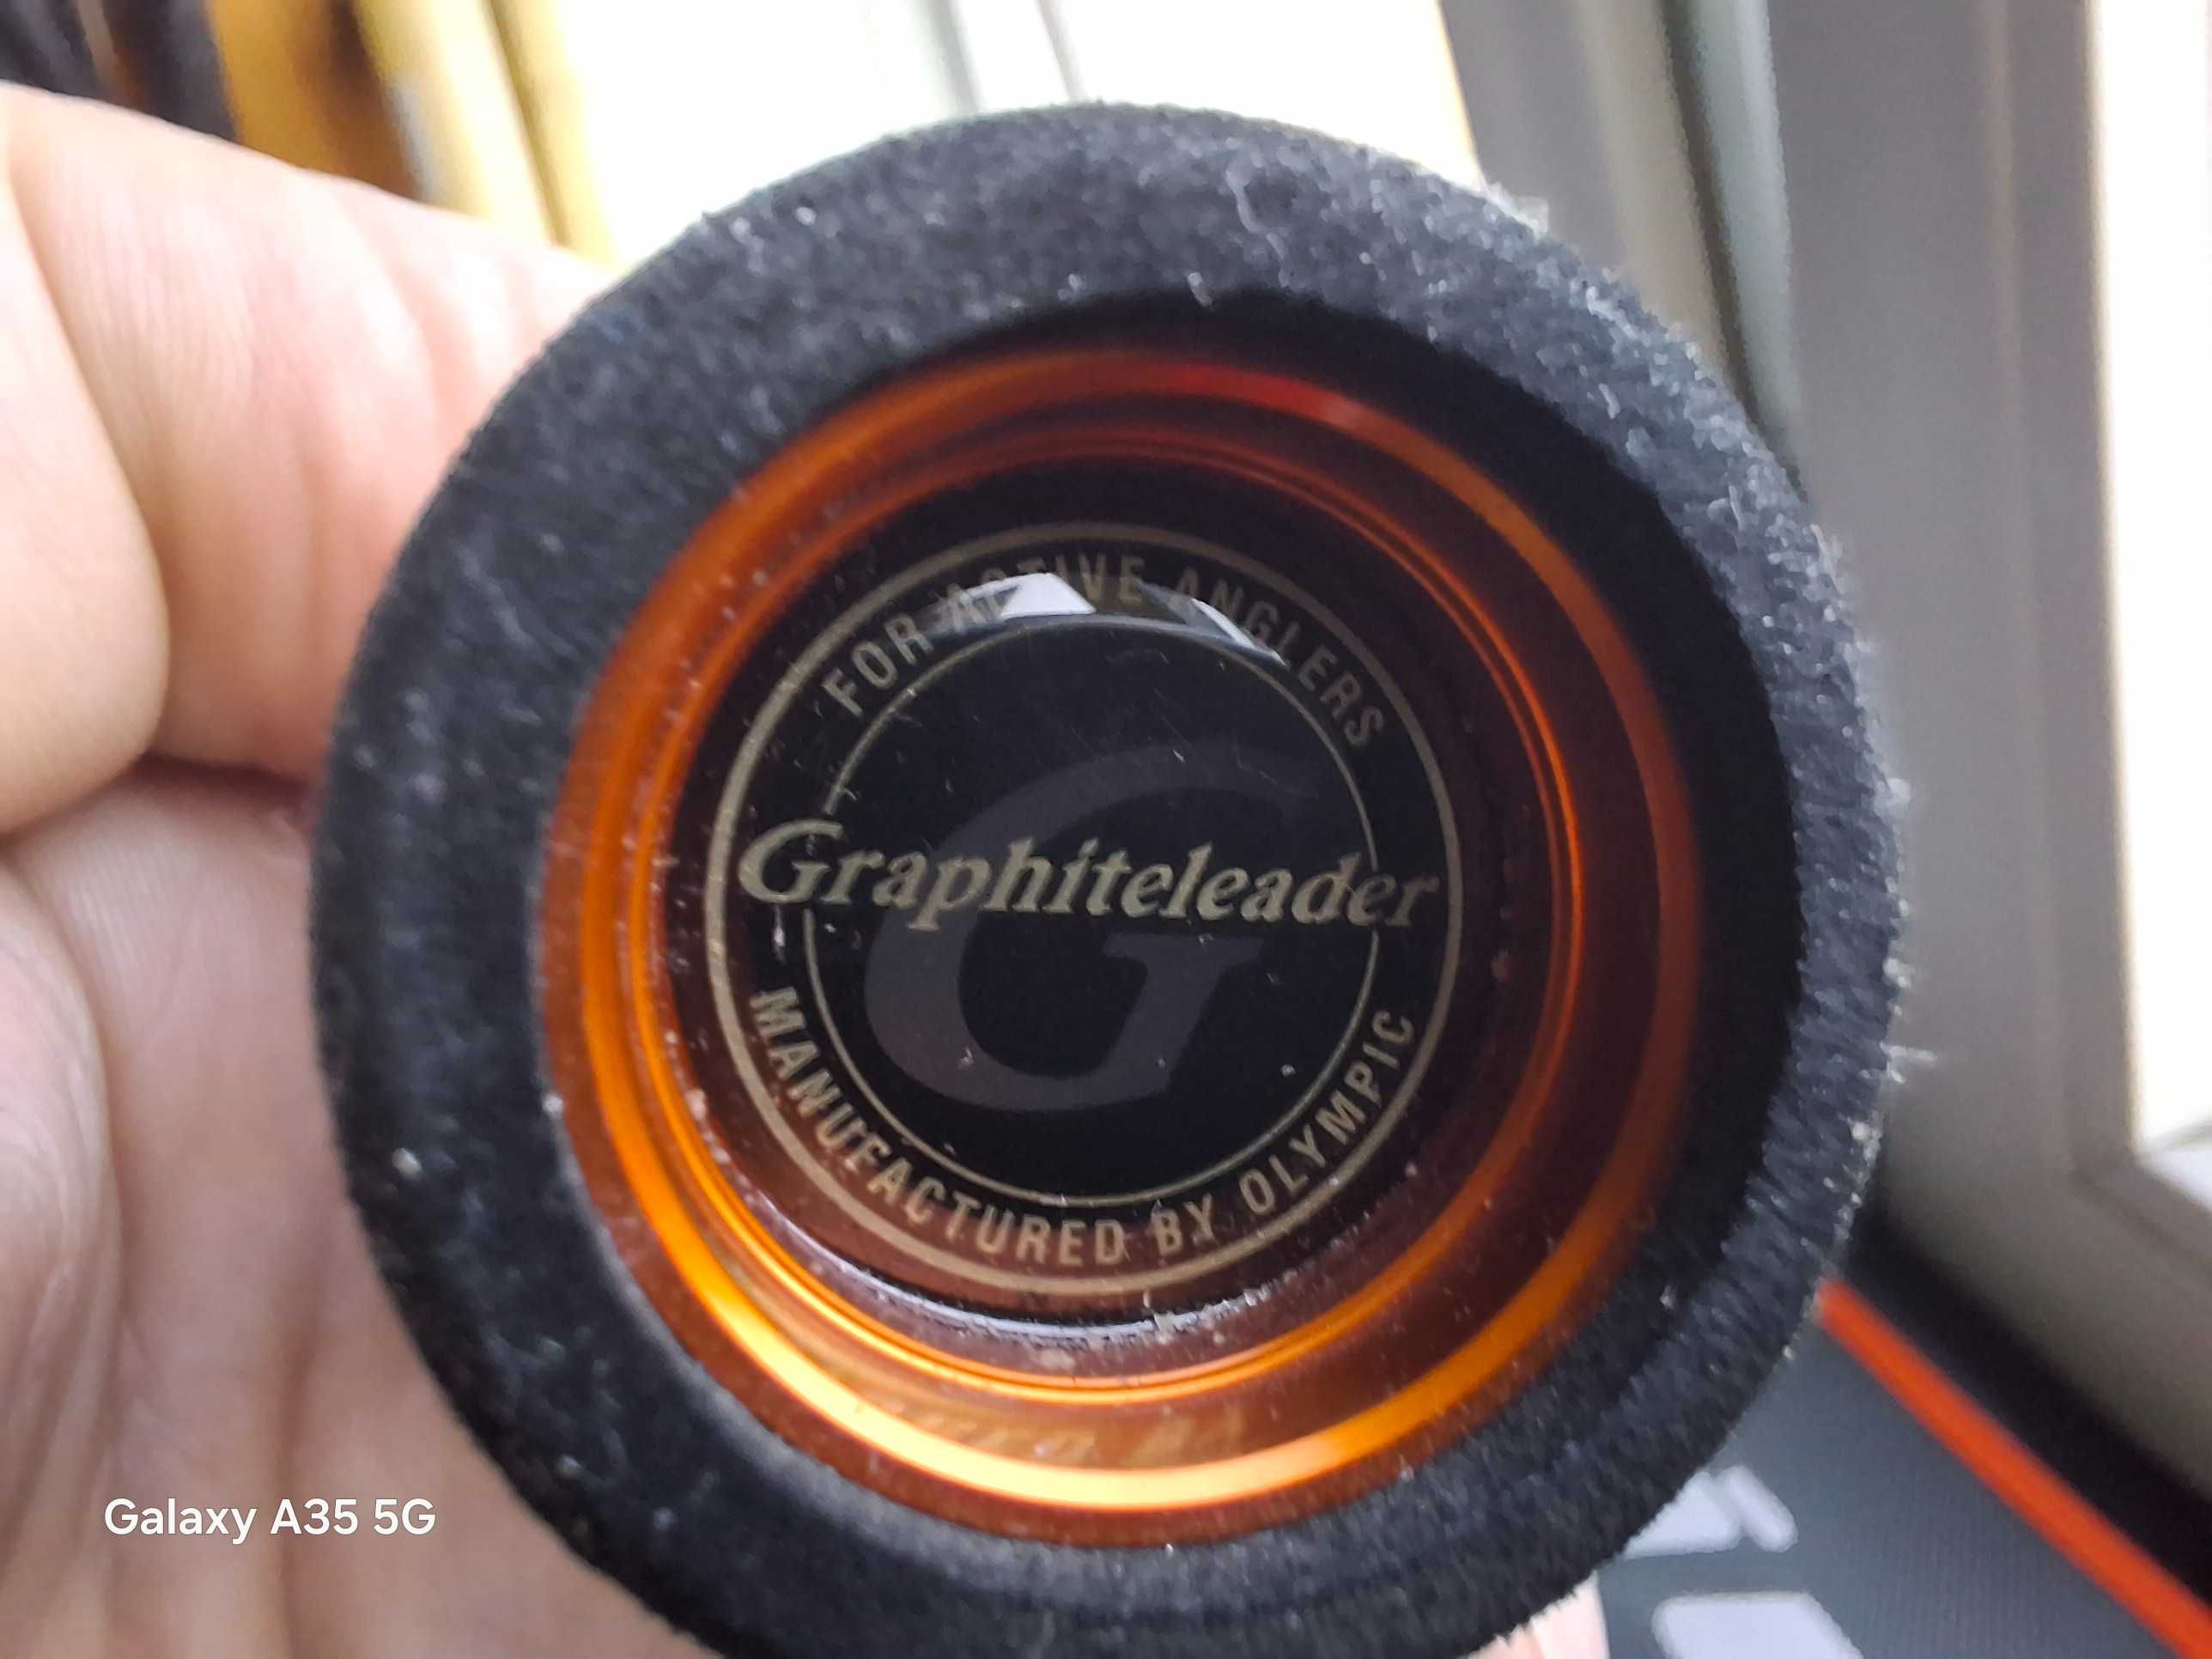 FOR ACTIVE ANGLERS
Graphiteleader
G
MANUFACTURED BY OLYMPIC
Galaxy A35 5G